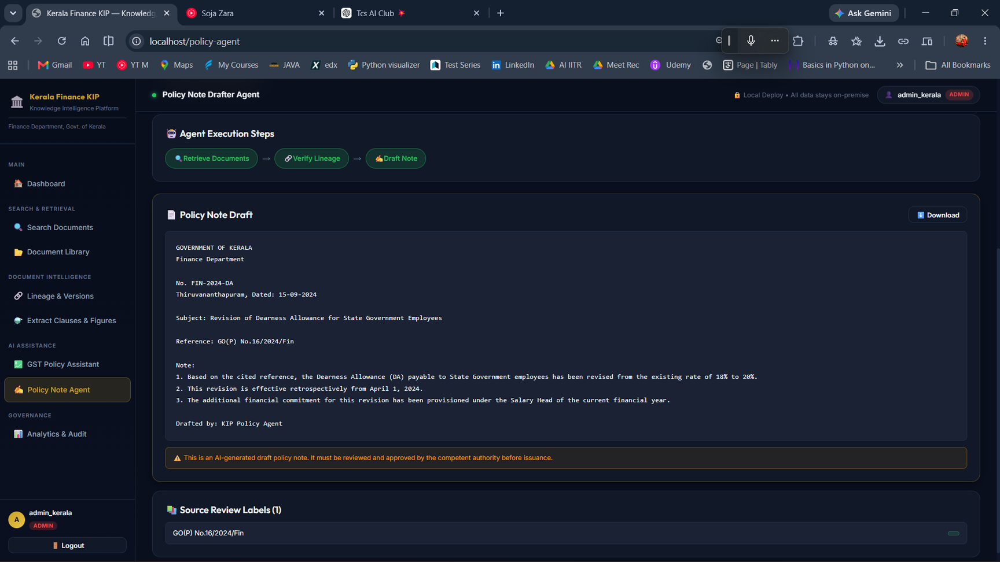 Kerala Finance KIP — Knowledg
Soja Zara
Tcs AI Club
Ask Gemini
localhost/policy-agent
Gmail
YT
YT M
Maps
My Courses
JAVA
edx
Python visualizer
Test Series
LinkedIn
AI IITR
Meet Rec
Udemy
Page | Tably
Basics in Python on...
All Bookmarks
Kerala Finance KIP
Knowledge Intelligence Platform
Finance Department, Govt. of Kerala
MAIN
Dashboard
SEARCH & RETRIEVAL
Search Documents
Document Library
DOCUMENT INTELLIGENCE
Lineage & Versions
Extract Clauses & Figures
AI ASSISTANCE
GST Policy Assistant
Policy Note Agent
GOVERNANCE
Analytics & Audit
A
admin_kerala
ADMIN
Logout
Policy Note Drafter Agent
Local Deploy • All data stays on-premise
admin_kerala ADMIN
Agent Execution Steps
Retrieve Documents → Verify Lineage → Draft Note
Policy Note Draft
Download
GOVERNMENT OF KERALA
Finance Department
No. FIN-2024-DA
Thiruvananthapuram, Dated: 15-09-2024
Subject: Revision of Dearness Allowance for State Government Employees
Reference: GO(P) No.16/2024/Fin
Note:
1. Based on the cited reference, the Dearness Allowance (DA) payable to State Government employees has been revised from the existing rate of 18% to 20%.
2. This revision is effective retrospectively from April 1, 2024.
3. The additional financial commitment for this revision has been provisioned under the Salary Head of the current financial year.
Drafted by: KIP Policy Agent
This is an AI-generated draft policy note. It must be reviewed and approved by the competent authority before issuance.
Source Review Labels (1)
GO(P) No.16/2024/Fin